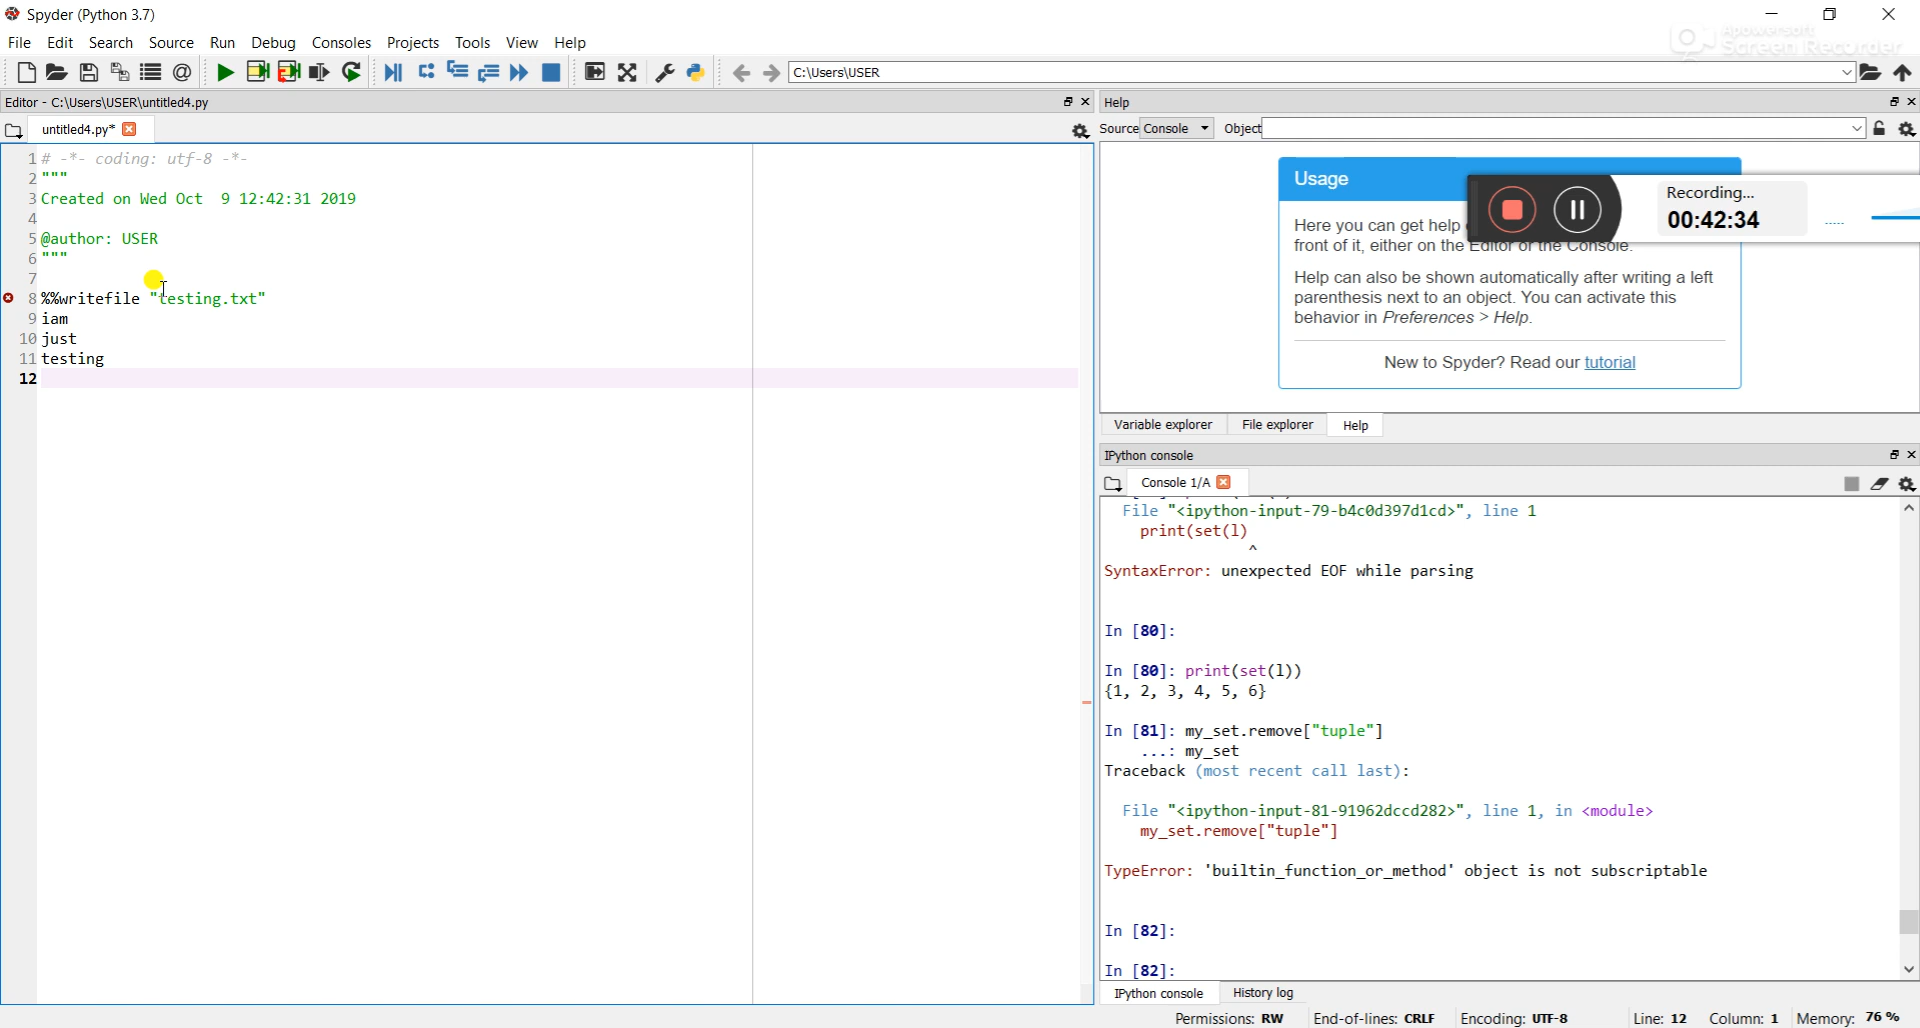 Spyder (Python 3.7)
File Edit Search Source Run Debug Consoles Projects Tools View Help
Apowersoft
Screen Recorder
C:\Users\USER
Editor - C:\Users\USER\untitled4.py
Help
untitled4.py*
Source Console Object
1 # -*- coding: utf-8 -*-
2 """
3 Created on Wed Oct  9 12:42:31 2019
4
5 @author: USER
6 """
7
8 %%writefile "testing.txt"
9 iam
10 just
11 testing
12
Usage
Recording...
00:42:34
Here you can get help
front of it, either on the Editor or the Console.
Help can also be shown automatically after writing a left
parenthesis next to an object. You can activate this
behavior in Preferences > Help.
New to Spyder? Read our tutorial
Variable explorer File explorer Help
IPython console
Console 1/A
File "<ipython-input-79-b4c0d397d1cd>", line 1
print(set(l)
^
SyntaxError: unexpected EOF while parsing
In [80]:
In [80]: print(set(l))
{1, 2, 3, 4, 5, 6}
In [81]: my_set.remove["tuple"]
...: my_set
Traceback (most recent call last):
File "<ipython-input-81-91962dccd282>", line 1, in <module>
my_set.remove["tuple"]
TypeError: 'builtin_function_or_method' object is not subscriptable
In [82]:
In [82]:
IPython console History log
Permissions: RW End-of-lines: CRLF Encoding: UTF-8 Line: 12 Column: 1 Memory: 76 %